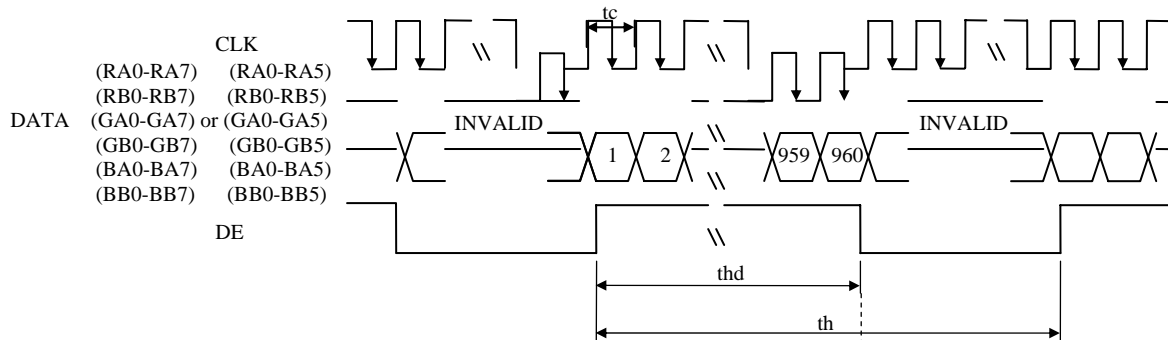 tc
CLK
(RA0-RA7) (RA0-RA5)
(RB0-RB7) (RB0-RB5)
DATA (GA0-GA7) or (GA0-GA5)
INVALID
INVALID
(GB0-GB7) (GB0-GB5)
1 2 959 960
(BA0-BA7) (BA0-BA5)
(BB0-BB7) (BB0-BB5)
DE
thd
th